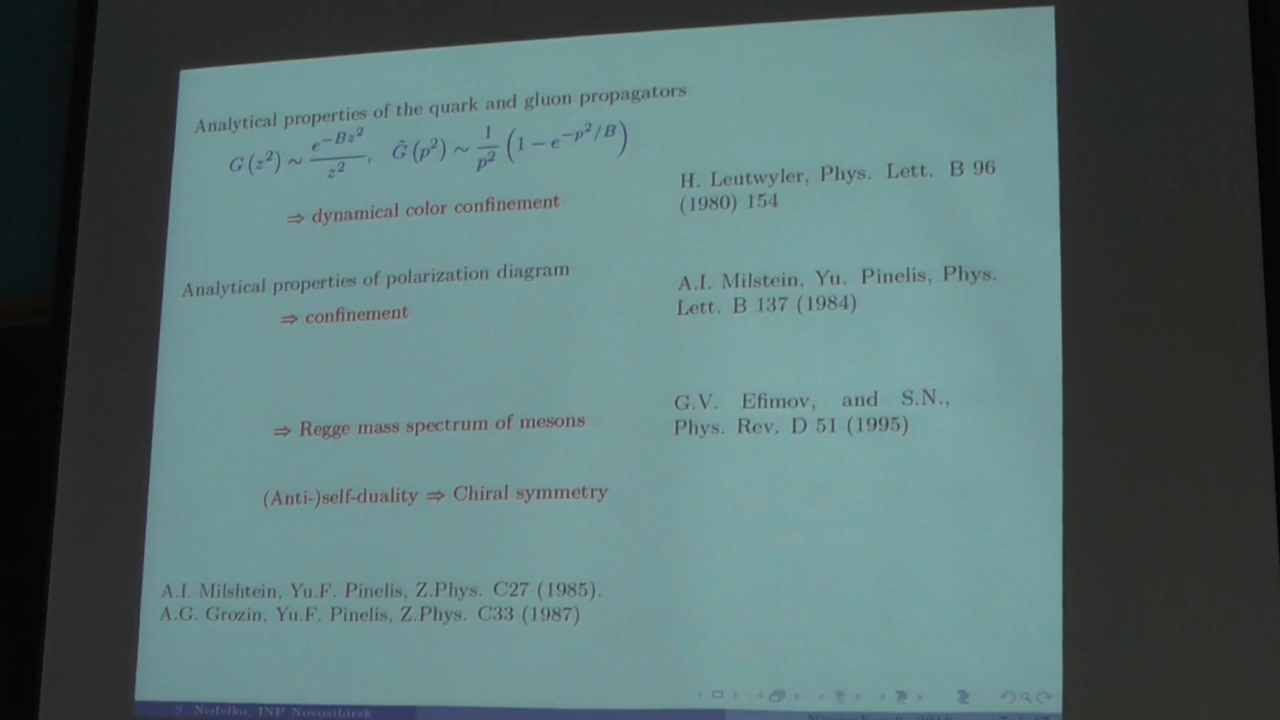 Analytical properties of the quark and gluon propagators
G(z²) ~ e^{-Bz²}/z², G̃(p²) ~ 1/p² (1 − e^{−p²/B})
⇒ dynamical color confinement
H. Leutwyler, Phys. Lett. B 96
(1980) 154
Analytical properties of polarization diagram
⇒ confinement
A.I. Milstein, Yu. Pinelis, Phys.
Lett. B 137 (1984)
⇒ Regge mass spectrum of mesons
G.V. Efimov, and S.N.,
Phys. Rev. D 51 (1995)
(Anti-)self-duality ⇒ Chiral symmetry
A.I. Milshtein, Yu.F. Pinelis, Z.Phys. C27 (1985).
A.G. Grozin, Yu.F. Pinelis, Z.Phys. C33 (1987)
S. Nedelko, INP Novosibirsk